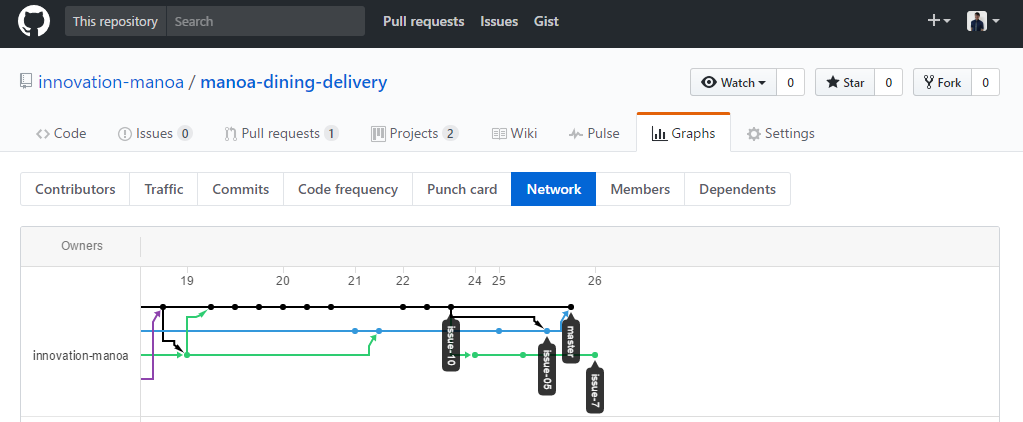 This repository Search Pull requests Issues Gist
innovation-manoa / manoa-dining-delivery Watch 0 Star 0 Fork 0
Code Issues 0 Pull requests 1 Projects 2 Wiki Pulse Graphs Settings
Contributors Traffic Commits Code frequency Punch card Network Members Dependents
Owners
19 20 21 22 24 25 26
innovation-manoa
issue-10
issue-05
master
issue-7